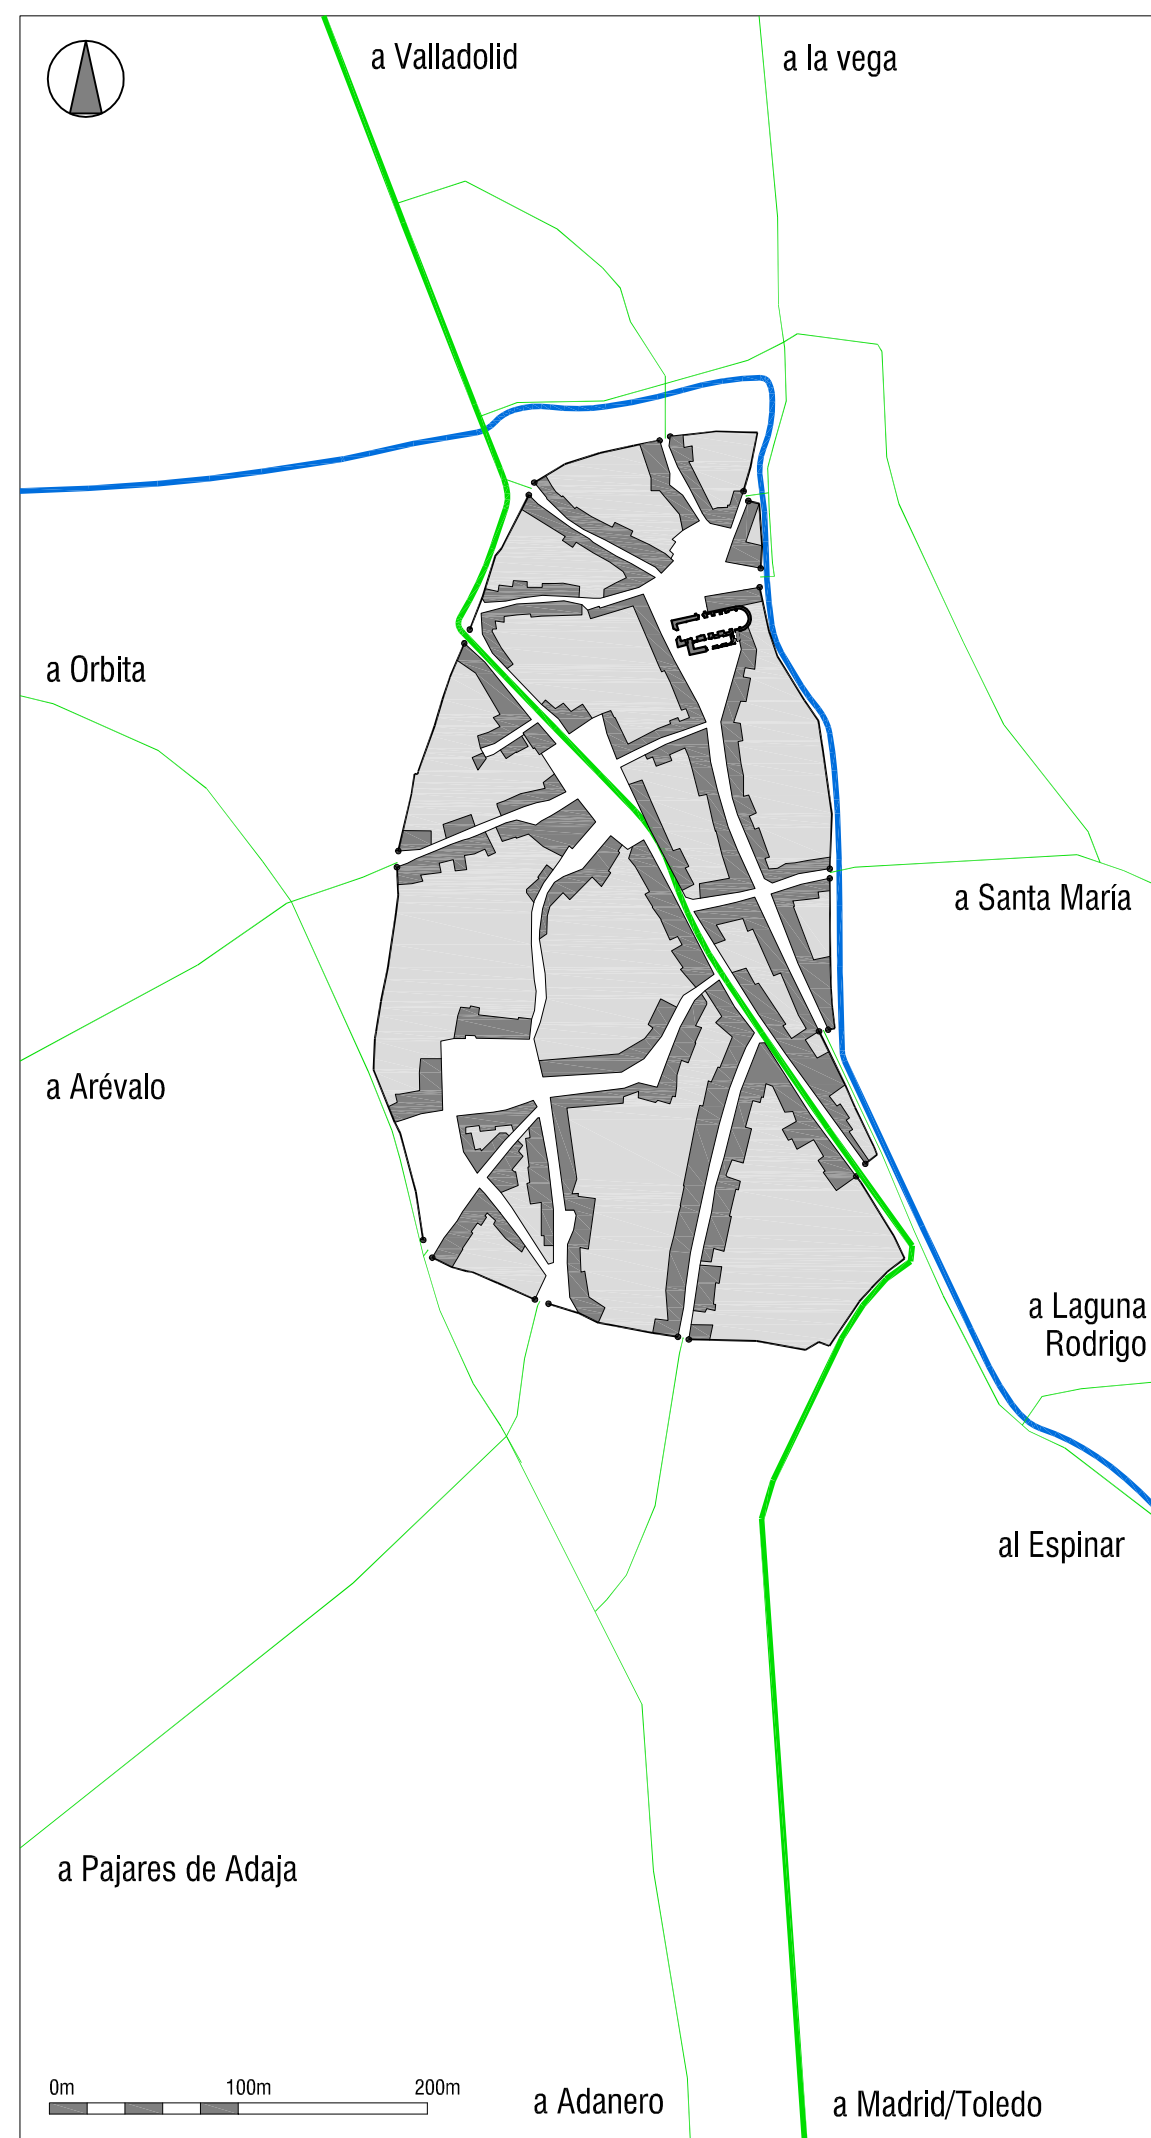 a Valladolid
a la vega
a Orbita
a Santa María
a Arévalo
a Laguna
Rodrigo
al Espinar
a Pajares de Adaja
0m 100m 200m
a Adanero
a Madrid/Toledo